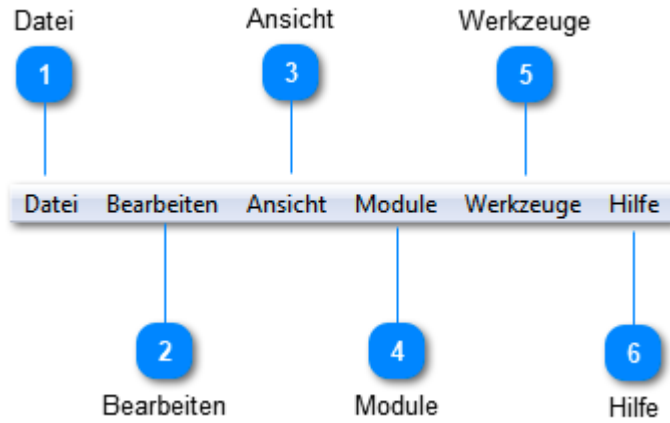 Datei Ansicht Werkzeuge
1 3 5
Datei Bearbeiten Ansicht Module Werkzeuge Hilfe
2 4 6
Bearbeiten Module Hilfe